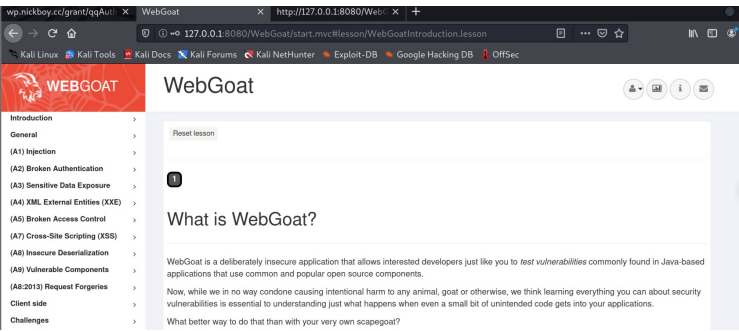 wp.nickboy.cc/grant/qqAuth
WebGoat
http://127.0.0.1:8080/WebG
127.0.0.1:8080/WebGoat/start.mvc#lesson/WebGoatIntroduction.lesson
Kali Linux Kali Tools Kali Docs Kali Forums Kali NetHunter Exploit-DB Google Hacking DB OffSec
WEBGOAT
WebGoat
Introduction
General
(A1) Injection
(A2) Broken Authentication
(A3) Sensitive Data Exposure
(A4) XML External Entities (XXE)
(A5) Broken Access Control
(A7) Cross-Site Scripting (XSS)
(A8) Insecure Deserialization
(A9) Vulnerable Components
(A8:2013) Request Forgeries
Client side
Challenges
Reset lesson
1
What is WebGoat?
WebGoat is a deliberately insecure application that allows interested developers just like you to test vulnerabilities commonly found in Java-based
applications that use common and popular open source components.
Now, while we in no way condone causing intentional harm to any animal, goat or otherwise, we think learning everything you can about security
vulnerabilities is essential to understanding just what happens when even a small bit of unintended code gets into your applications.
What better way to do that than with your very own scapegoat?